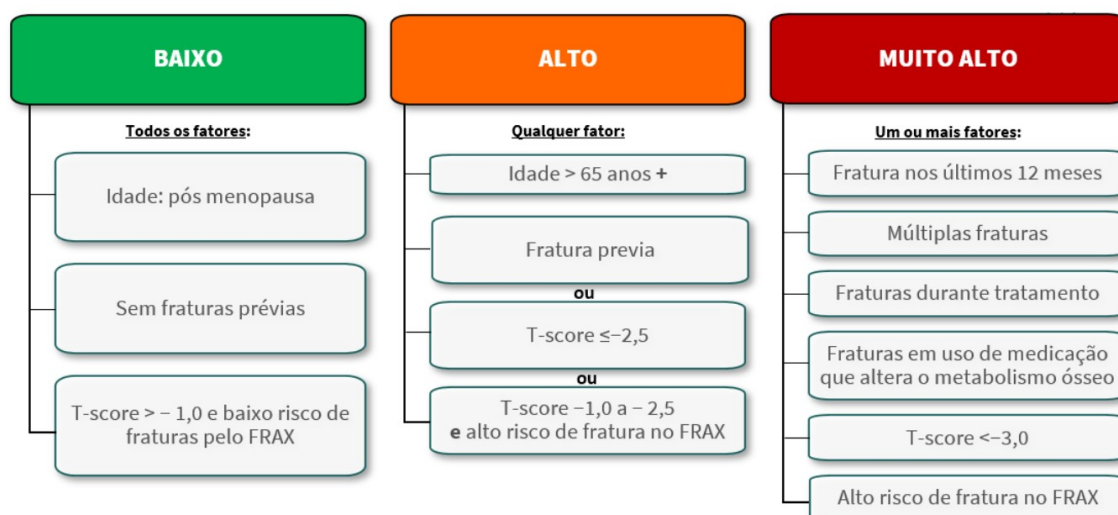 BAIXO
Todos os fatores:
Idade: pós menopausa
Sem fraturas prévias
T-score > − 1,0 e baixo risco de
fraturas pelo FRAX
ALTO
Qualquer fator:
Idade > 65 anos +
Fratura previa
ou
T-score ≤−2,5
ou
T-score −1,0 a − 2,5
e alto risco de fratura no FRAX
MUITO ALTO
Um ou mais fatores:
Fratura nos últimos 12 meses
Múltiplas fraturas
Fraturas durante tratamento
Fraturas em uso de medicação
que altera o metabolismo ósseo
T-score <−3,0
Alto risco de fratura no FRAX